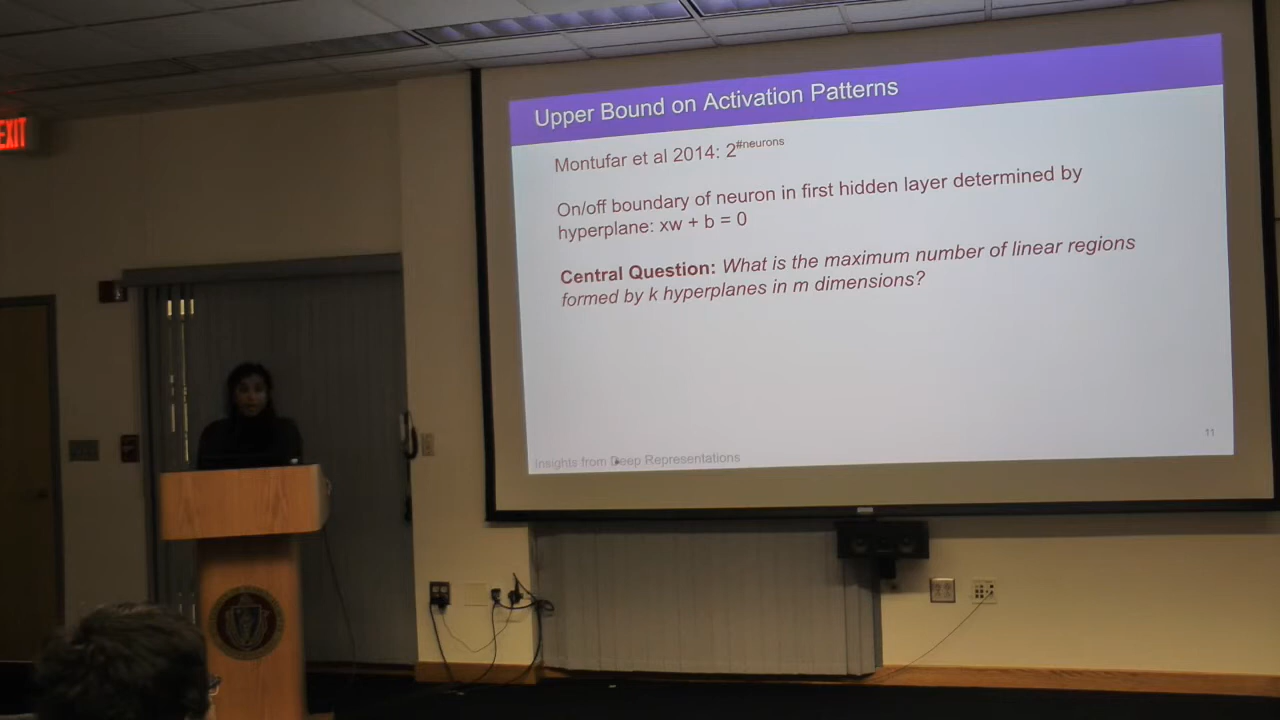 EXIT
Upper Bound on Activation Patterns
Montufar et al 2014: 2^#neurons
On/off boundary of neuron in first hidden layer determined by
hyperplane: xw + b = 0
Central Question: What is the maximum number of linear regions
formed by k hyperplanes in m dimensions?
11
Insights from Deep Representations